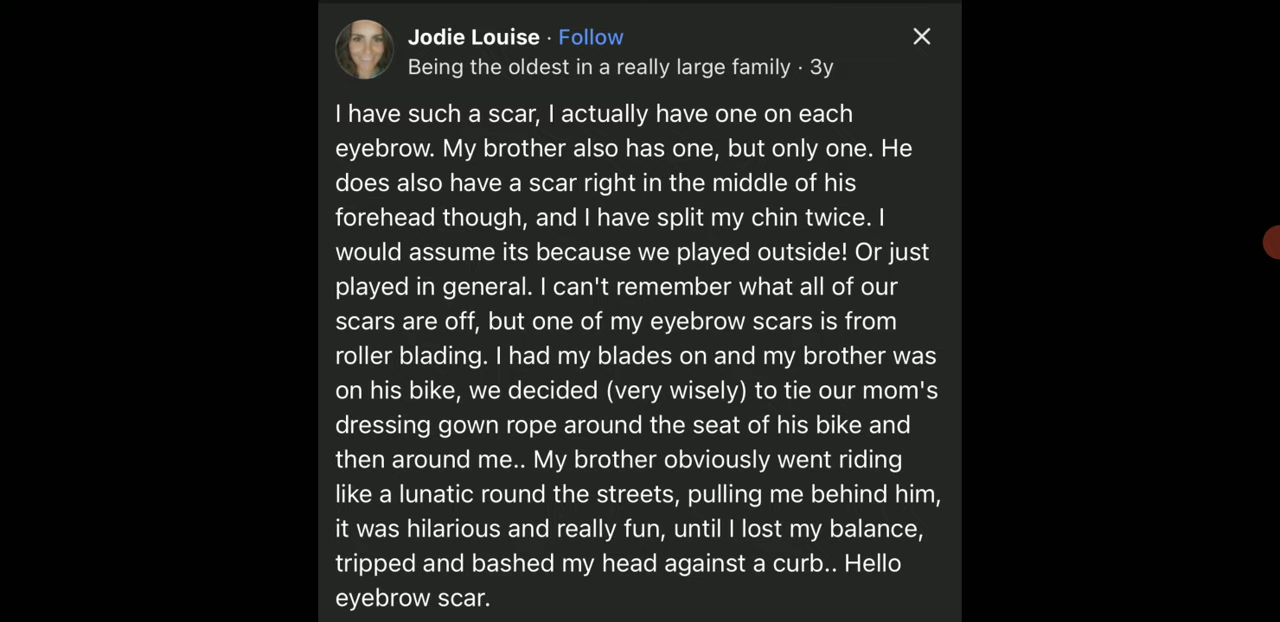 Jodie Louise · Follow
Being the oldest in a really large family · 3y
I have such a scar, I actually have one on each
eyebrow. My brother also has one, but only one. He
does also have a scar right in the middle of his
forehead though, and I have split my chin twice. I
would assume its because we played outside! Or just
played in general. I can't remember what all of our
scars are off, but one of my eyebrow scars is from
roller blading. I had my blades on and my brother was
on his bike, we decided (very wisely) to tie our mom's
dressing gown rope around the seat of his bike and
then around me.. My brother obviously went riding
like a lunatic round the streets, pulling me behind him,
it was hilarious and really fun, until I lost my balance,
tripped and bashed my head against a curb.. Hello
eyebrow scar.